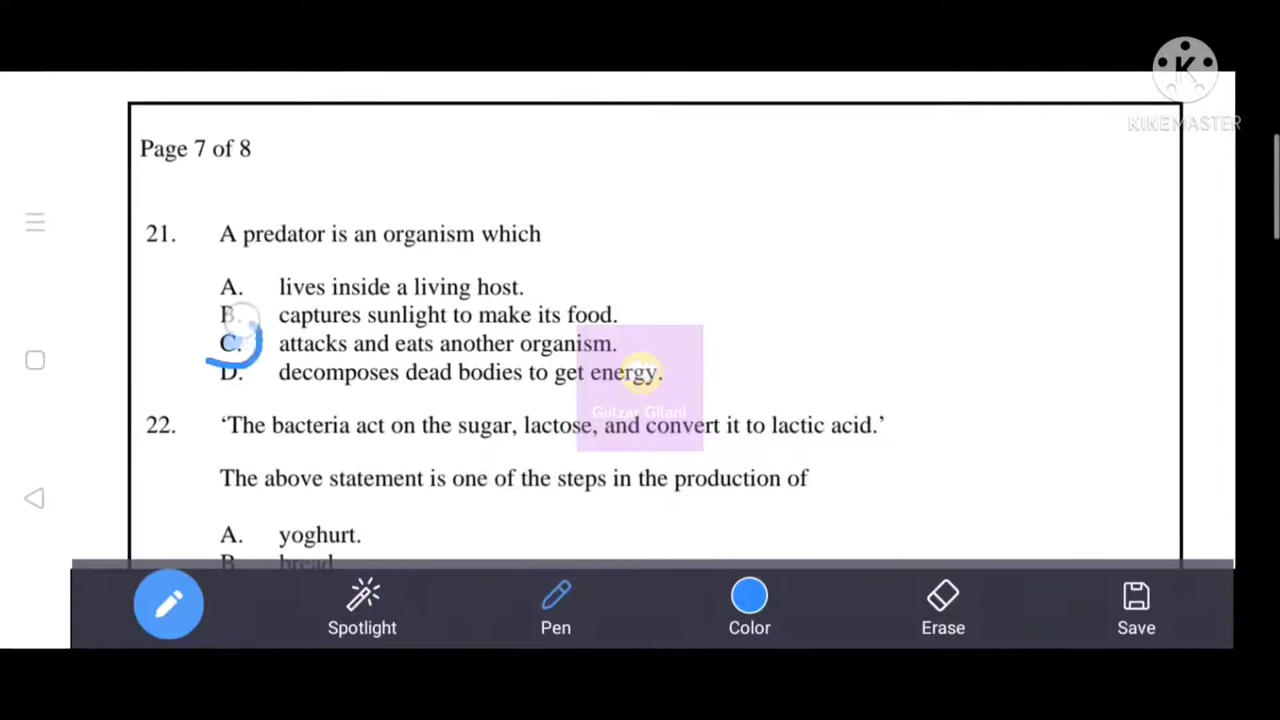 KINEMASTER
Page 7 of 8
21. A predator is an organism which
A. lives inside a living host.
B. captures sunlight to make its food.
C. attacks and eats another organism.
D. decomposes dead bodies to get energy.
Gulzar Gilani
22. ‘The bacteria act on the sugar, lactose, and convert it to lactic acid.’
The above statement is one of the steps in the production of
A. yoghurt.
B. bread.
Spotlight Pen Color Erase Save